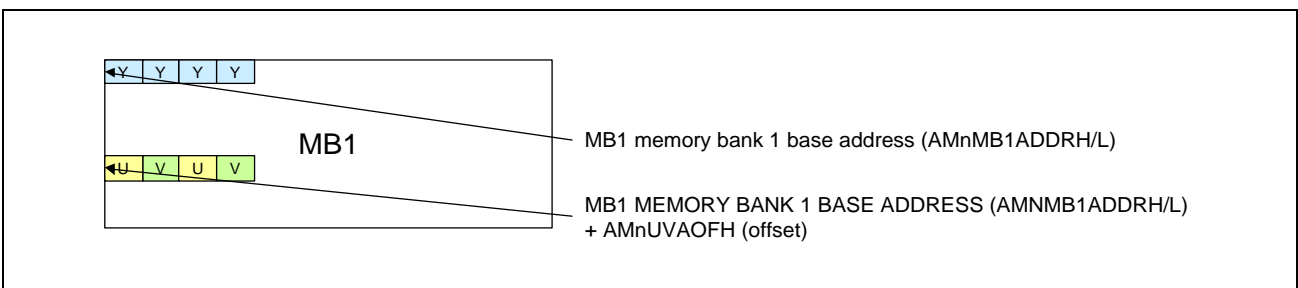 Y Y Y Y
MB1
MB1 memory bank 1 base address (AMnMB1ADDRH/L)
U V U V
MB1 MEMORY BANK 1 BASE ADDRESS (AMNMB1ADDRH/L)
+ AMnUVAOFH (offset)